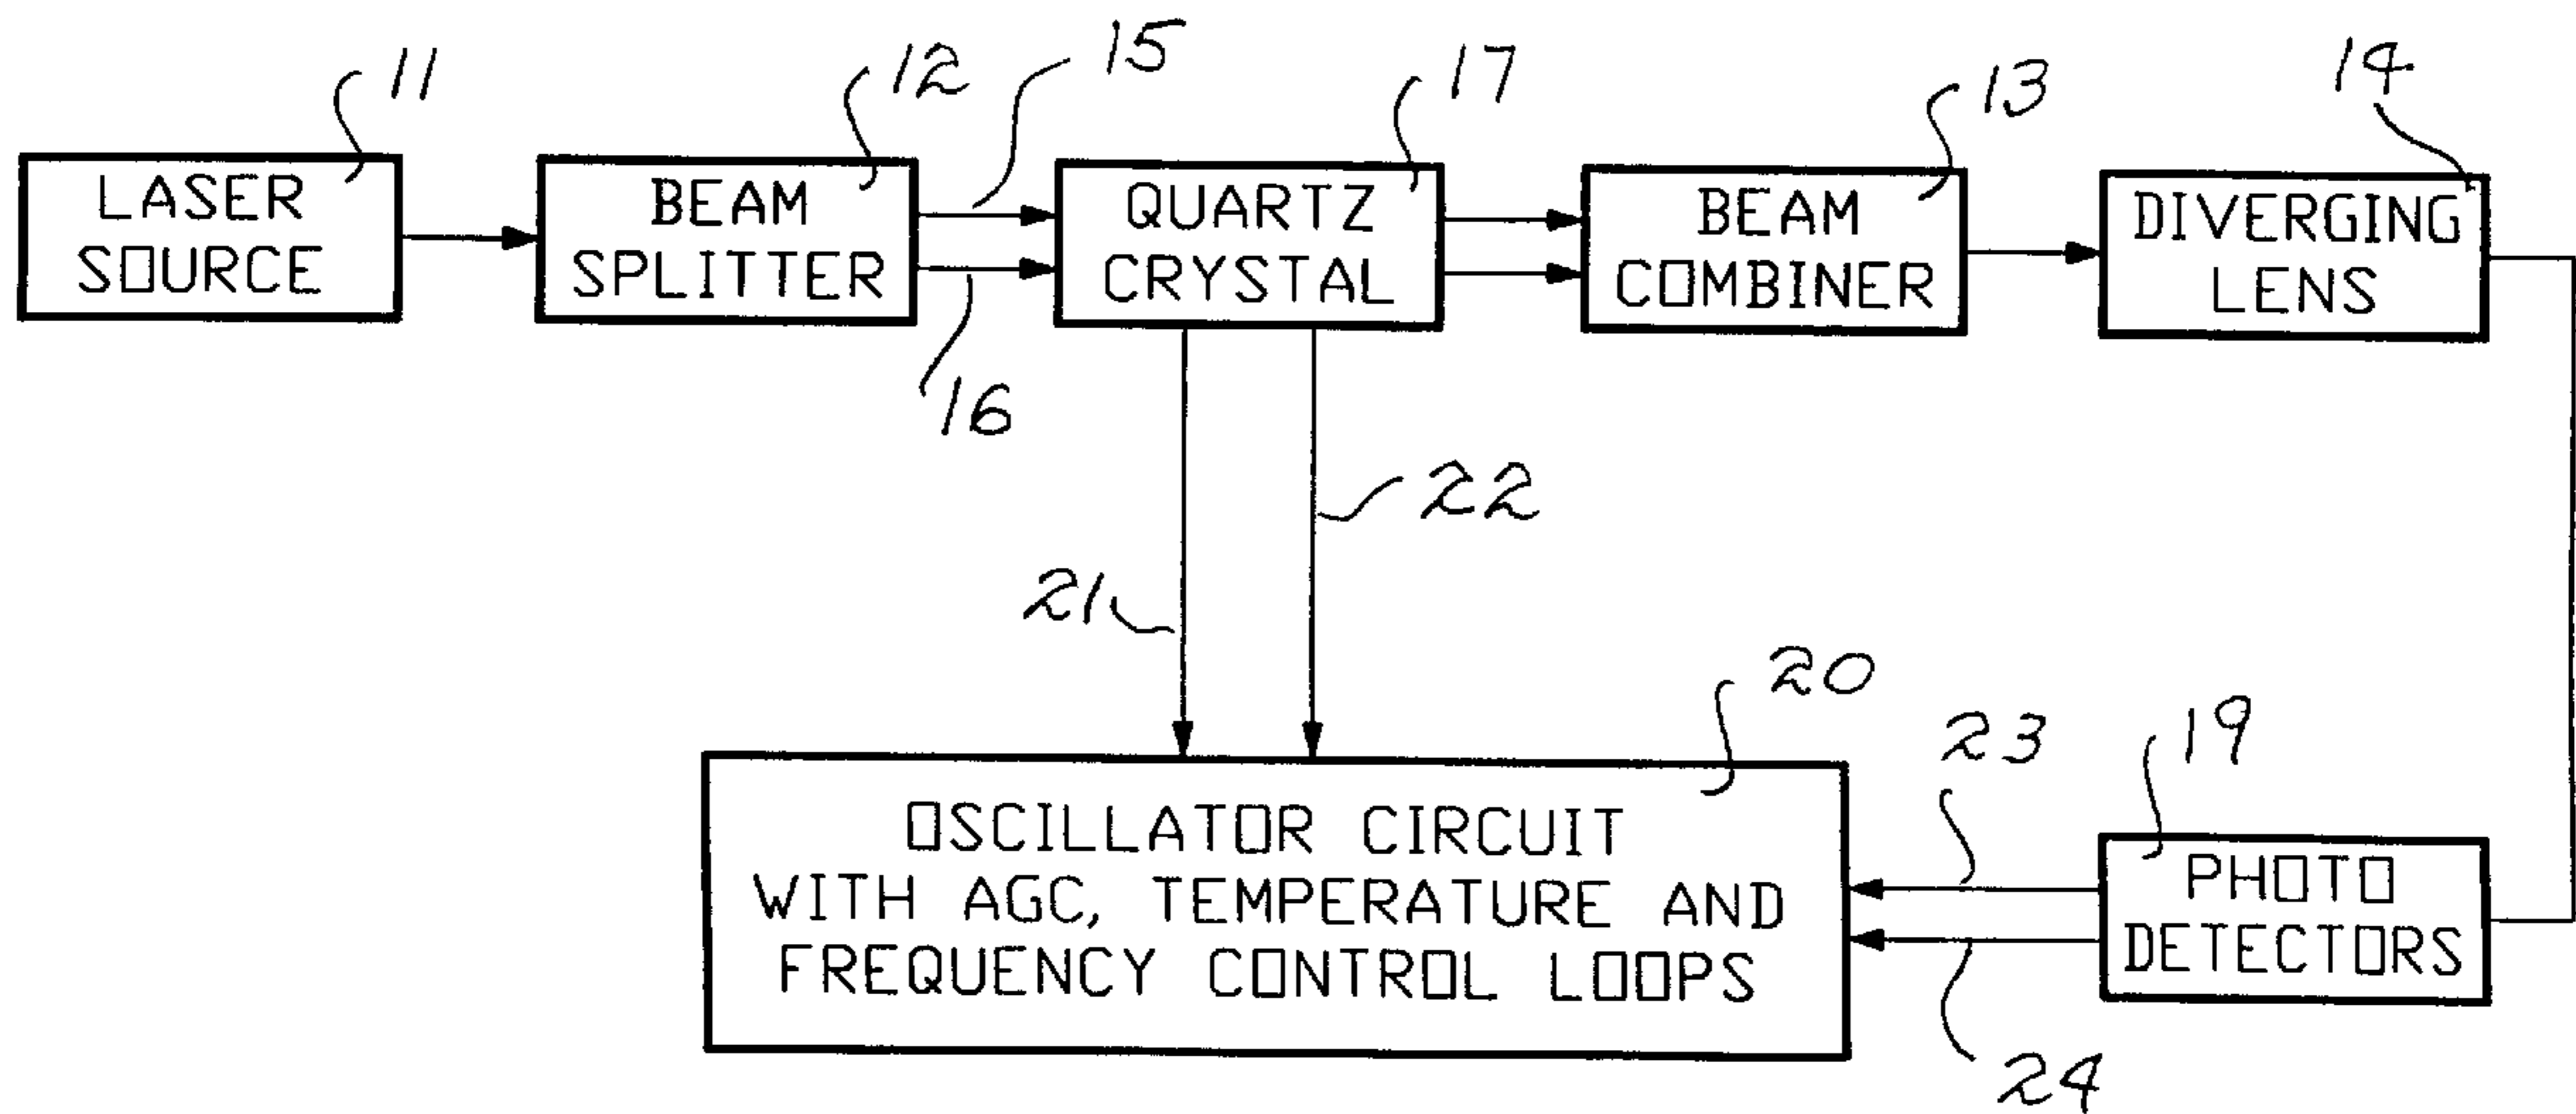 11
12
15
17
13
14
LASER
SOURCE
BEAM
SPLITTER
QUARTZ
CRYSTAL
BEAM
COMBINER
DIVERGING
LENS
16
22
21
20
23
19
OSCILLATOR CIRCUIT
WITH AGC, TEMPERATURE AND
FREQUENCY CONTROL LOOPS
PHOTO
DETECTORS
24